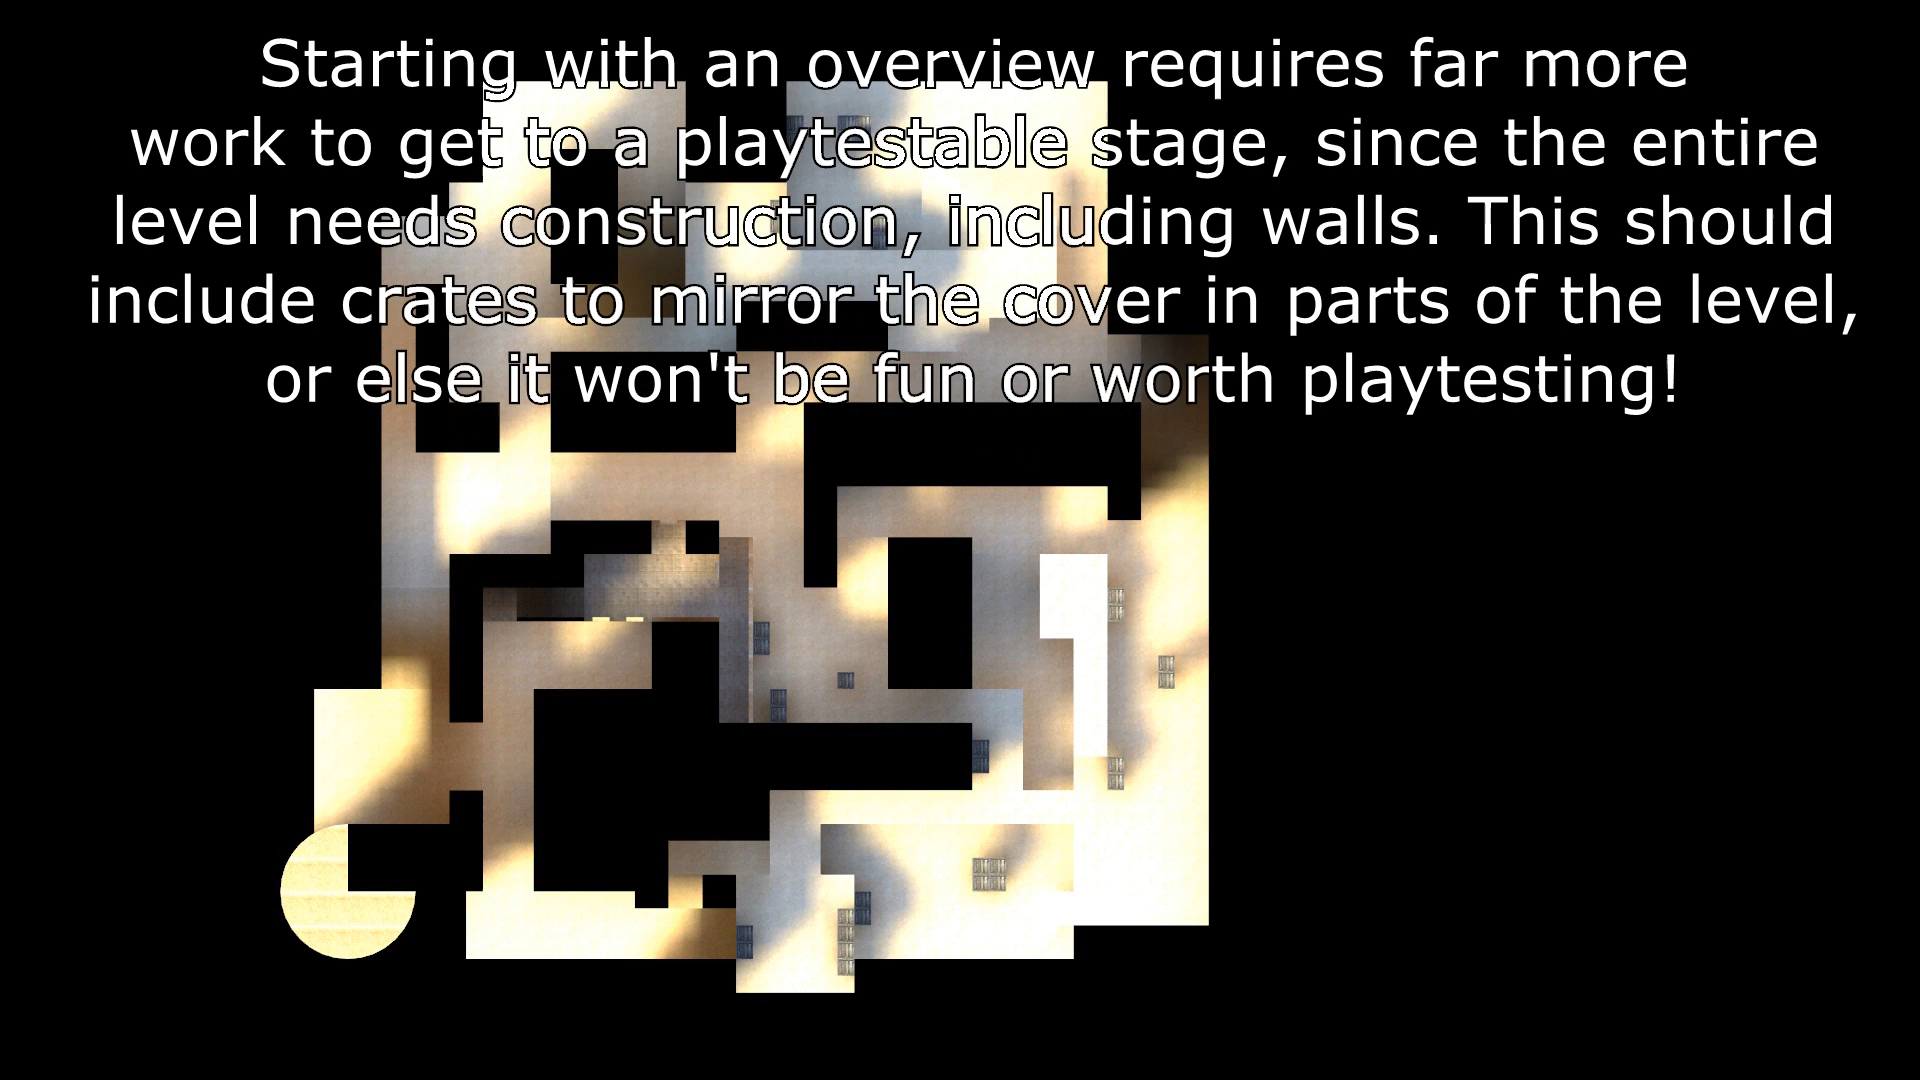 Starting with an overview requires far more
work to get to a playtestable stage, since the entire
level needs construction, including walls. This should
include crates to mirror the cover in parts of the level,
or else it won't be fun or worth playtesting!